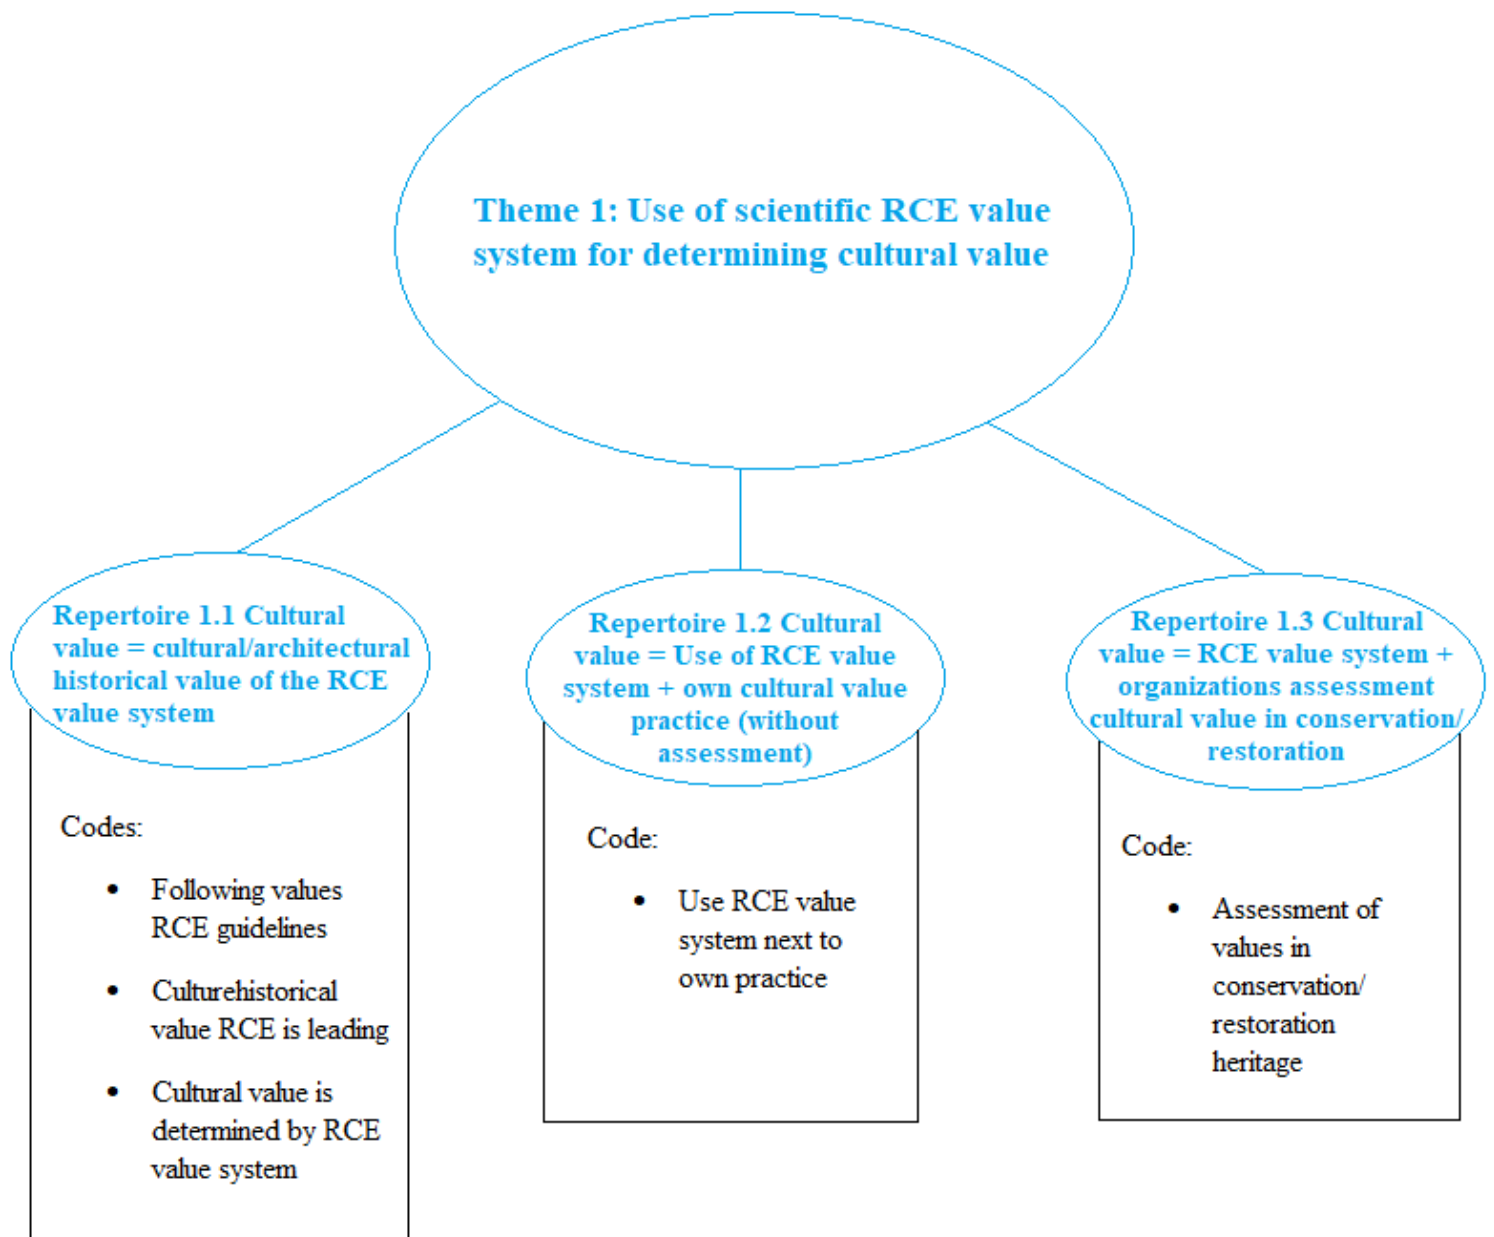 Theme 1: Use of scientific RCE value
system for determining cultural value
Repertoire 1.1 Cultural
value = cultural/architectural
historical value of the RCE
value system
Codes:
• Following values
RCE guidelines
• Culturehistorical
value RCE is leading
• Cultural value is
determined by RCE
value system
Repertoire 1.2 Cultural
value = Use of RCE value
system + own cultural value
practice (without
assessment)
Code:
• Use RCE value
system next to
own practice
Repertoire 1.3 Cultural
value = RCE value system +
organizations assessment
cultural value in conservation/
restoration
Code:
• Assessment of
values in
conservation/
restoration
heritage